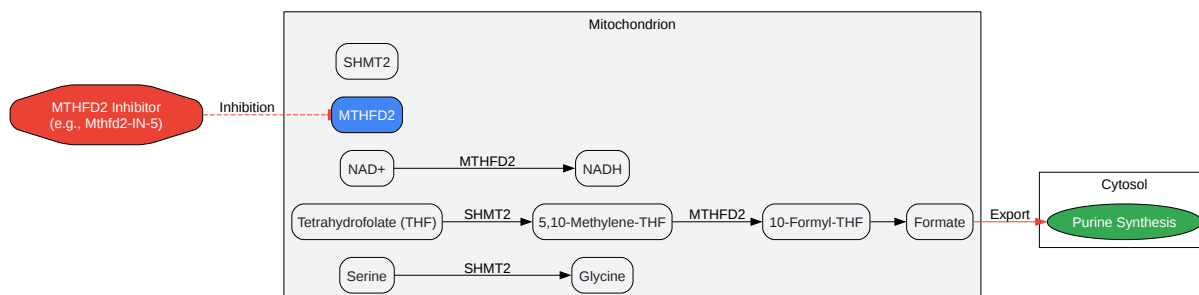 Mitochondrion
SHMT2
MTHFD2 Inhibitor
(e.g., Mthfd2-IN-5)
Inhibition
MTHFD2
NAD+
MTHFD2
NADH
Cytosol
Tetrahydrofolate (THF)
SHMT2
5,10-Methylene-THF
MTHFD2
10-Formyl-THF
Formate
Export
Purine Synthesis
Serine
SHMT2
Glycine